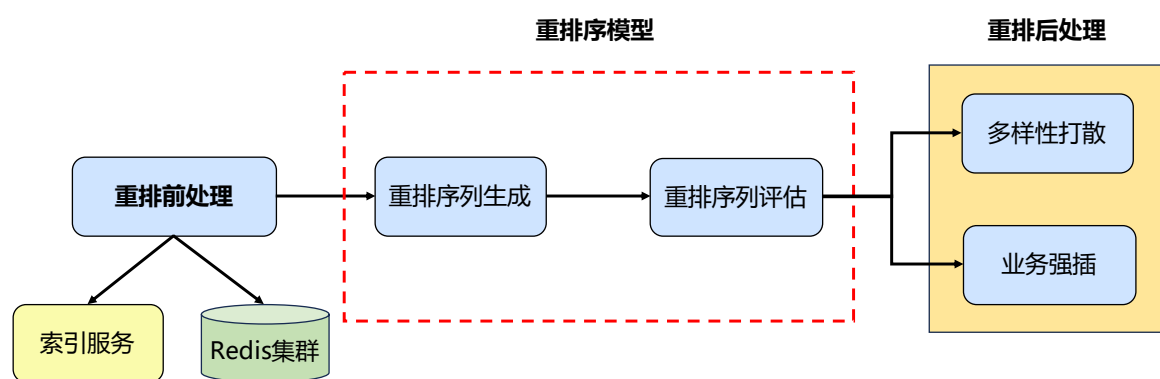 重排序模型
重排后处理
重排前处理
重排序列生成
重排序列评估
多样性打散
业务强插
索引服务
Redis集群